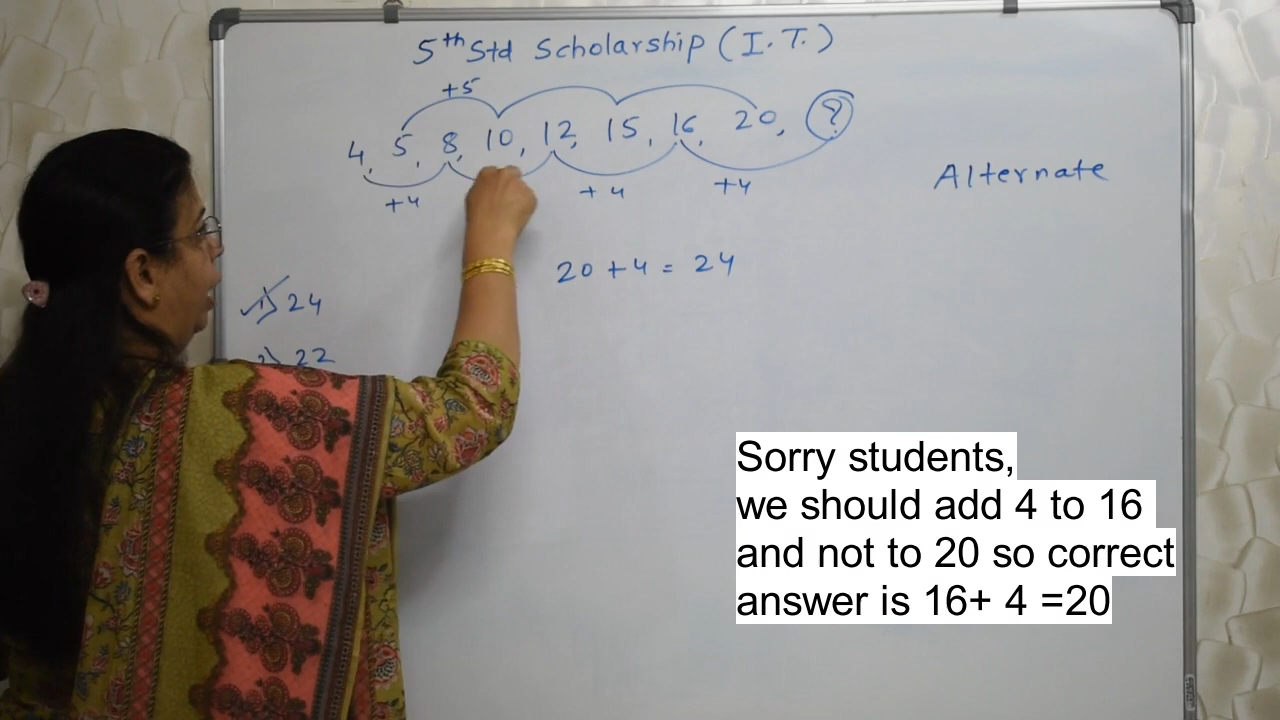 5th Std Scholarship (I.T.)
+5
4, 5, 8, 10, 12, 15, 16, 20, ?
+4 +4 +4
Alternate
20 + 4 = 24
1) 24
2) 22
Sorry students,
we should add 4 to 16
and not to 20 so correct
answer is 16+ 4 =20